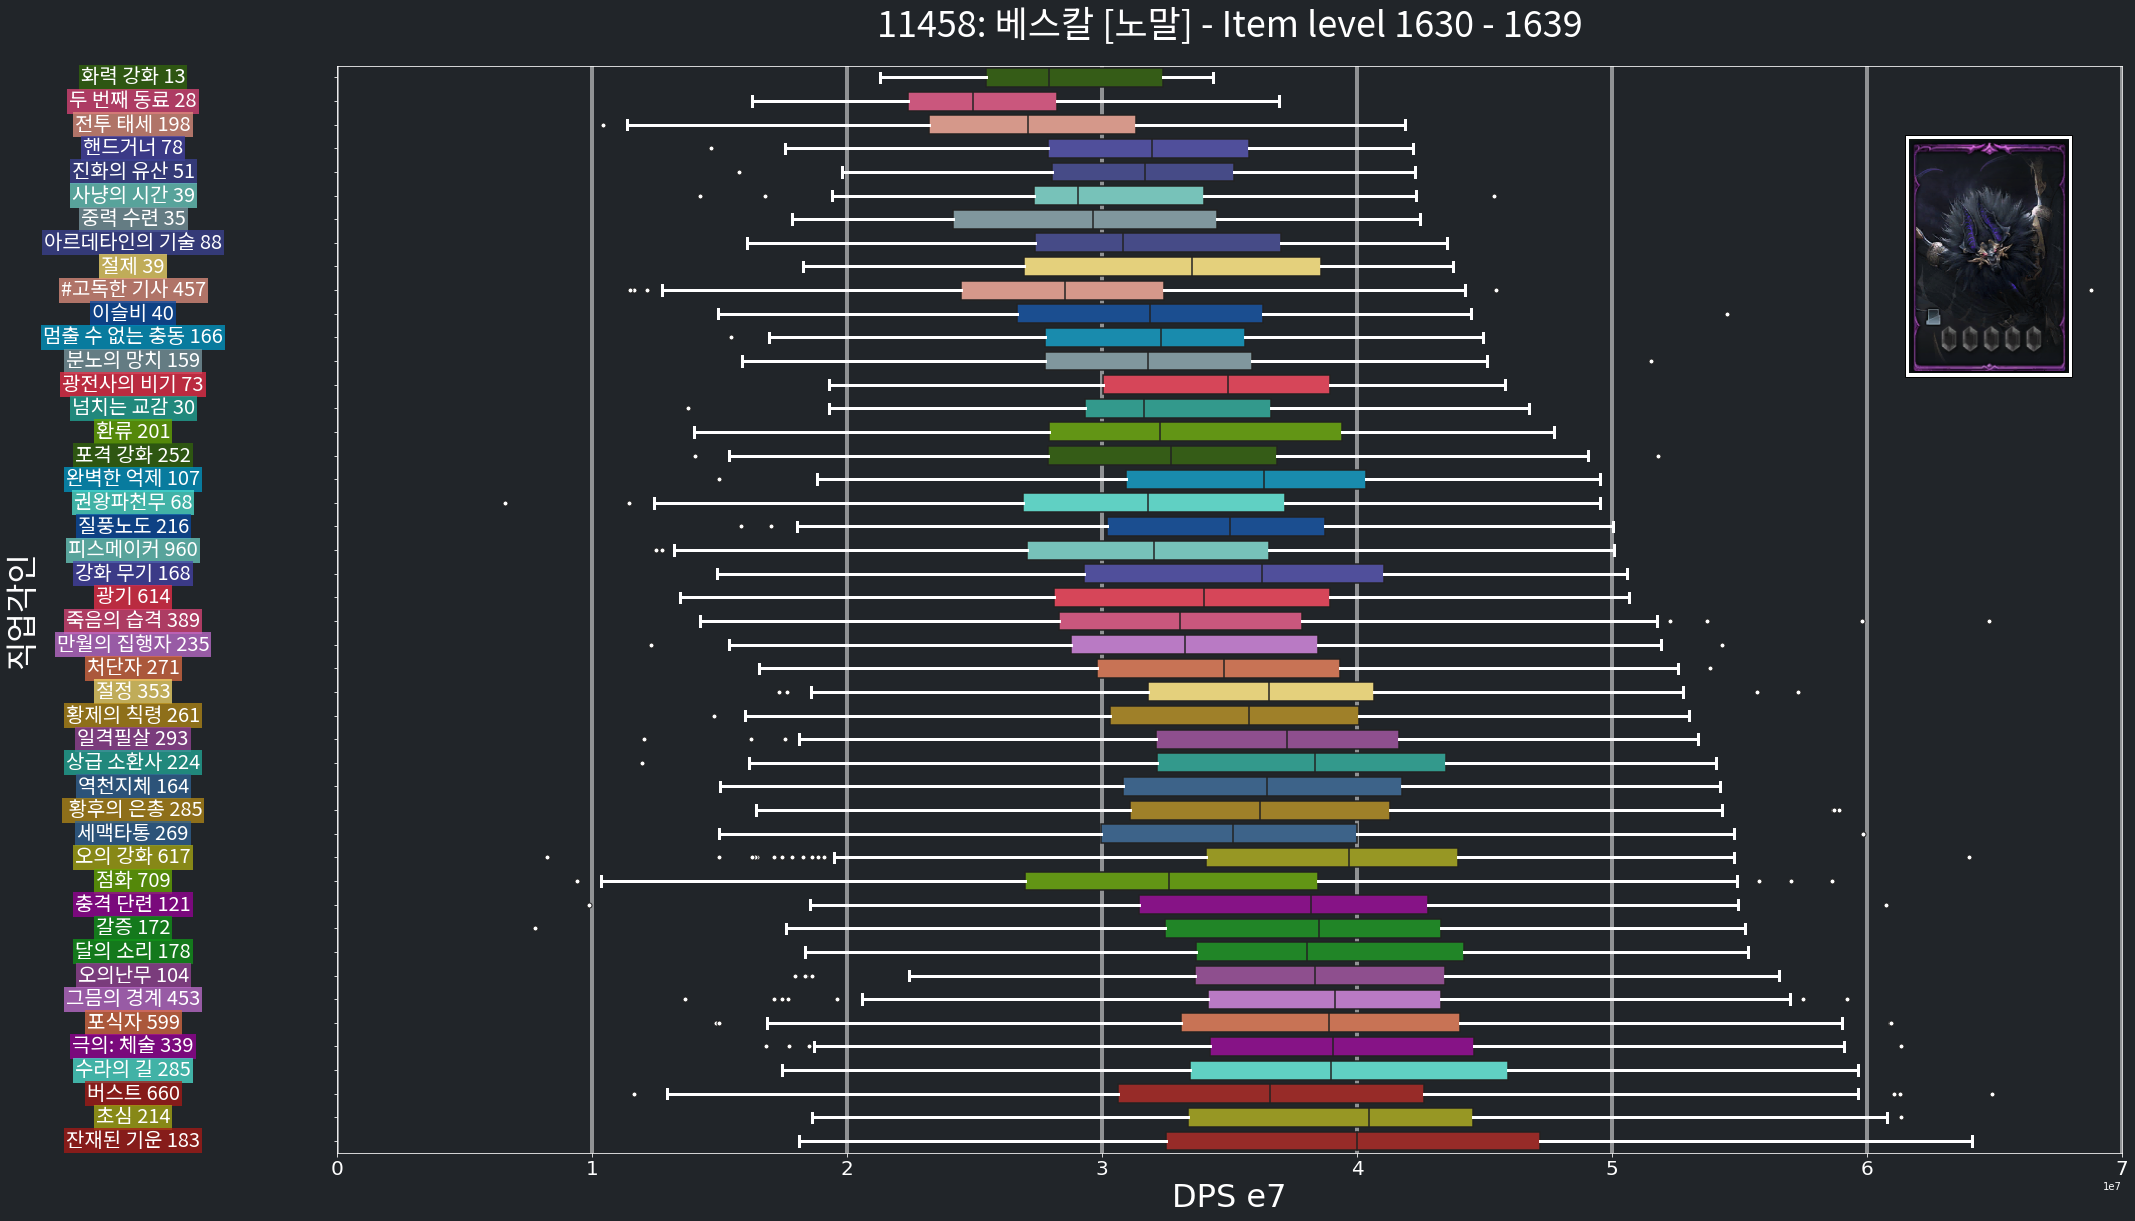 11458: 베스칼 [노말] - Item level 1630 - 1639
화력 강화 13
두 번째 동료 28
전투 태세 198
핸드거너 78
진화의 유산 51
사냥의 시간 39
중력 수련 35
아르데타인의 기술 88
절제 39
#고독한 기사 457
이슬비 40
멈출 수 없는 충동 166
분노의 망치 159
광전사의 비기 73
넘치는 교감 30
환류 201
포격 강화 252
완벽한 억제 107
권왕파천무 68
질풍노도 216
피스메이커 960
강화 무기 168
광기 614
죽음의 습격 389
만월의 집행자 235
처단자 271
절정 353
황제의 칙령 261
일격필살 293
상급 소환사 224
역천지체 164
황후의 은총 285
세맥타통 269
오의 강화 617
점화 709
충격 단련 121
갈증 172
달의 소리 178
오의난무 104
그믐의 경계 453
포식자 599
극의: 체술 339
수라의 길 285
버스트 660
초심 214
잔재된 기운 183
직업각인
0 1 2 3 4 5 6 7
1e7
DPS e7